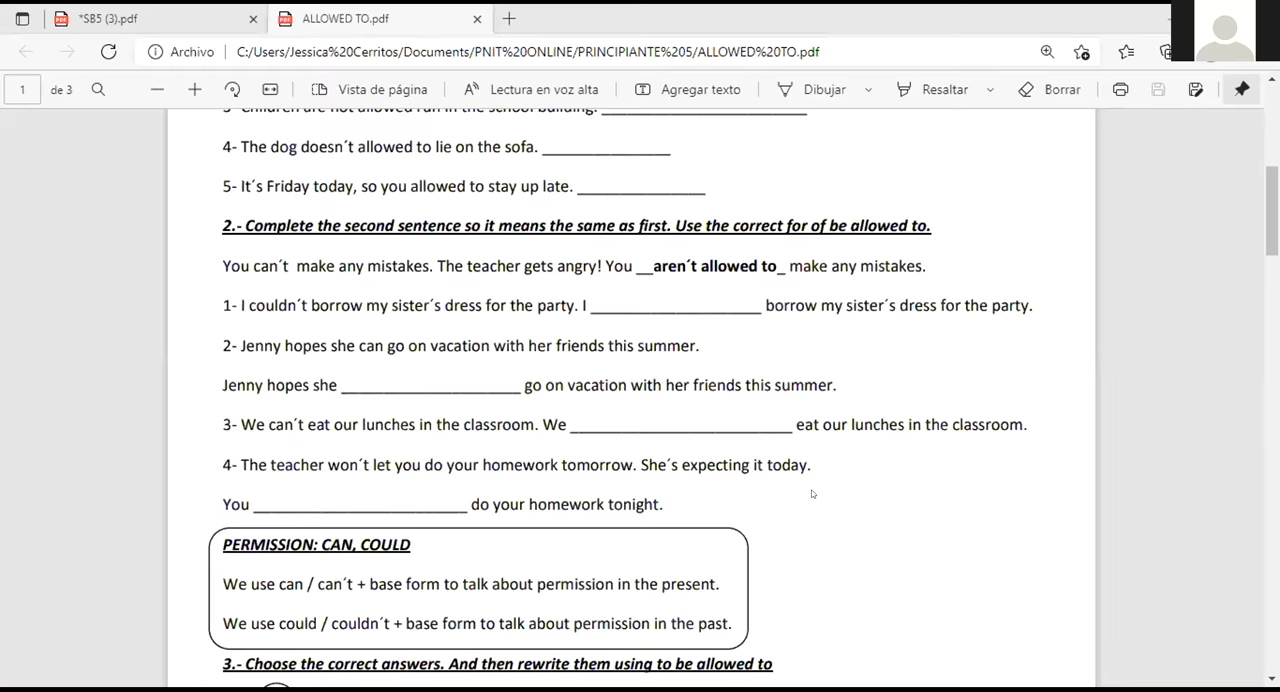 *SB5 (3).pdf
ALLOWED TO.pdf
Archivo
C:/Users/Jessica%20Cerritos/Documents/PNIT%20ONLINE/PRINCIPIANTE%205/ALLOWED%20TO.pdf
1 de 3 Vista de página Lectura en voz alta Agregar texto Dibujar Resaltar Borrar
3- Children are not allowed run in the school building. ____________________
4- The dog doesn´t allowed to lie on the sofa. _______________
5- It´s Friday today, so you allowed to stay up late. _______________
2.- Complete the second sentence so it means the same as first. Use the correct for of be allowed to.
You can´t make any mistakes. The teacher gets angry! You __aren´t allowed to_ make any mistakes.
1- I couldn´t borrow my sister´s dress for the party. I ____________________ borrow my sister´s dress for the party.
2- Jenny hopes she can go on vacation with her friends this summer.
Jenny hopes she _____________________ go on vacation with her friends this summer.
3- We can´t eat our lunches in the classroom. We __________________________ eat our lunches in the classroom.
4- The teacher won´t let you do your homework tomorrow. She´s expecting it today.
You _________________________ do your homework tonight.
PERMISSION: CAN, COULD
We use can / can´t + base form to talk about permission in the present.
We use could / couldn´t + base form to talk about permission in the past.
3.- Choose the correct answers. And then rewrite them using to be allowed to